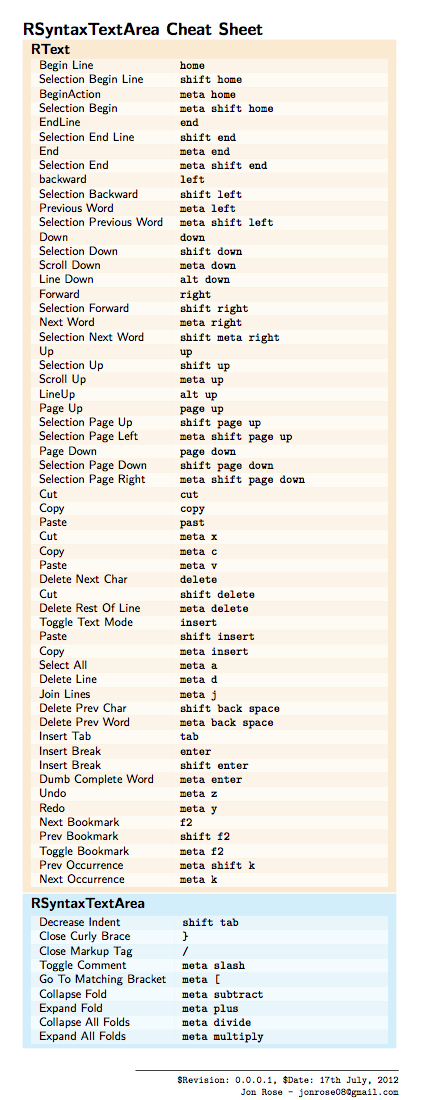 RSyntaxTextArea Cheat Sheet
RText
Begin Line home
Selection Begin Line shift home
BeginAction meta home
Selection Begin meta shift home
EndLine end
Selection End Line shift end
End meta end
Selection End meta shift end
backward left
Selection Backward shift left
Previous Word meta left
Selection Previous Word meta shift left
Down down
Selection Down shift down
Scroll Down meta down
Line Down alt down
Forward right
Selection Forward shift right
Next Word meta right
Selection Next Word shift meta right
Up up
Selection Up shift up
Scroll Up meta up
LineUp alt up
Page Up page up
Selection Page Up shift page up
Selection Page Left meta shift page up
Page Down page down
Selection Page Down shift page down
Selection Page Right meta shift page down
Cut cut
Copy copy
Paste past
Cut meta x
Copy meta c
Paste meta v
Delete Next Char delete
Cut shift delete
Delete Rest Of Line meta delete
Toggle Text Mode insert
Paste shift insert
Copy meta insert
Select All meta a
Delete Line meta d
Join Lines meta j
Delete Prev Char shift back space
Delete Prev Word meta back space
Insert Tab tab
Insert Break enter
Insert Break shift enter
Dumb Complete Word meta enter
Undo meta z
Redo meta y
Next Bookmark f2
Prev Bookmark shift f2
Toggle Bookmark meta f2
Prev Occurrence meta shift k
Next Occurrence meta k
RSyntaxTextArea
Decrease Indent shift tab
Close Curly Brace }
Close Markup Tag /
Toggle Comment meta slash
Go To Matching Bracket meta [
Collapse Fold meta subtract
Expand Fold meta plus
Collapse All Folds meta divide
Expand All Folds meta multiply
$Revision: 0.0.0.1, $Date: 17th July, 2012
Jon Rose - jonrose08@gmail.com